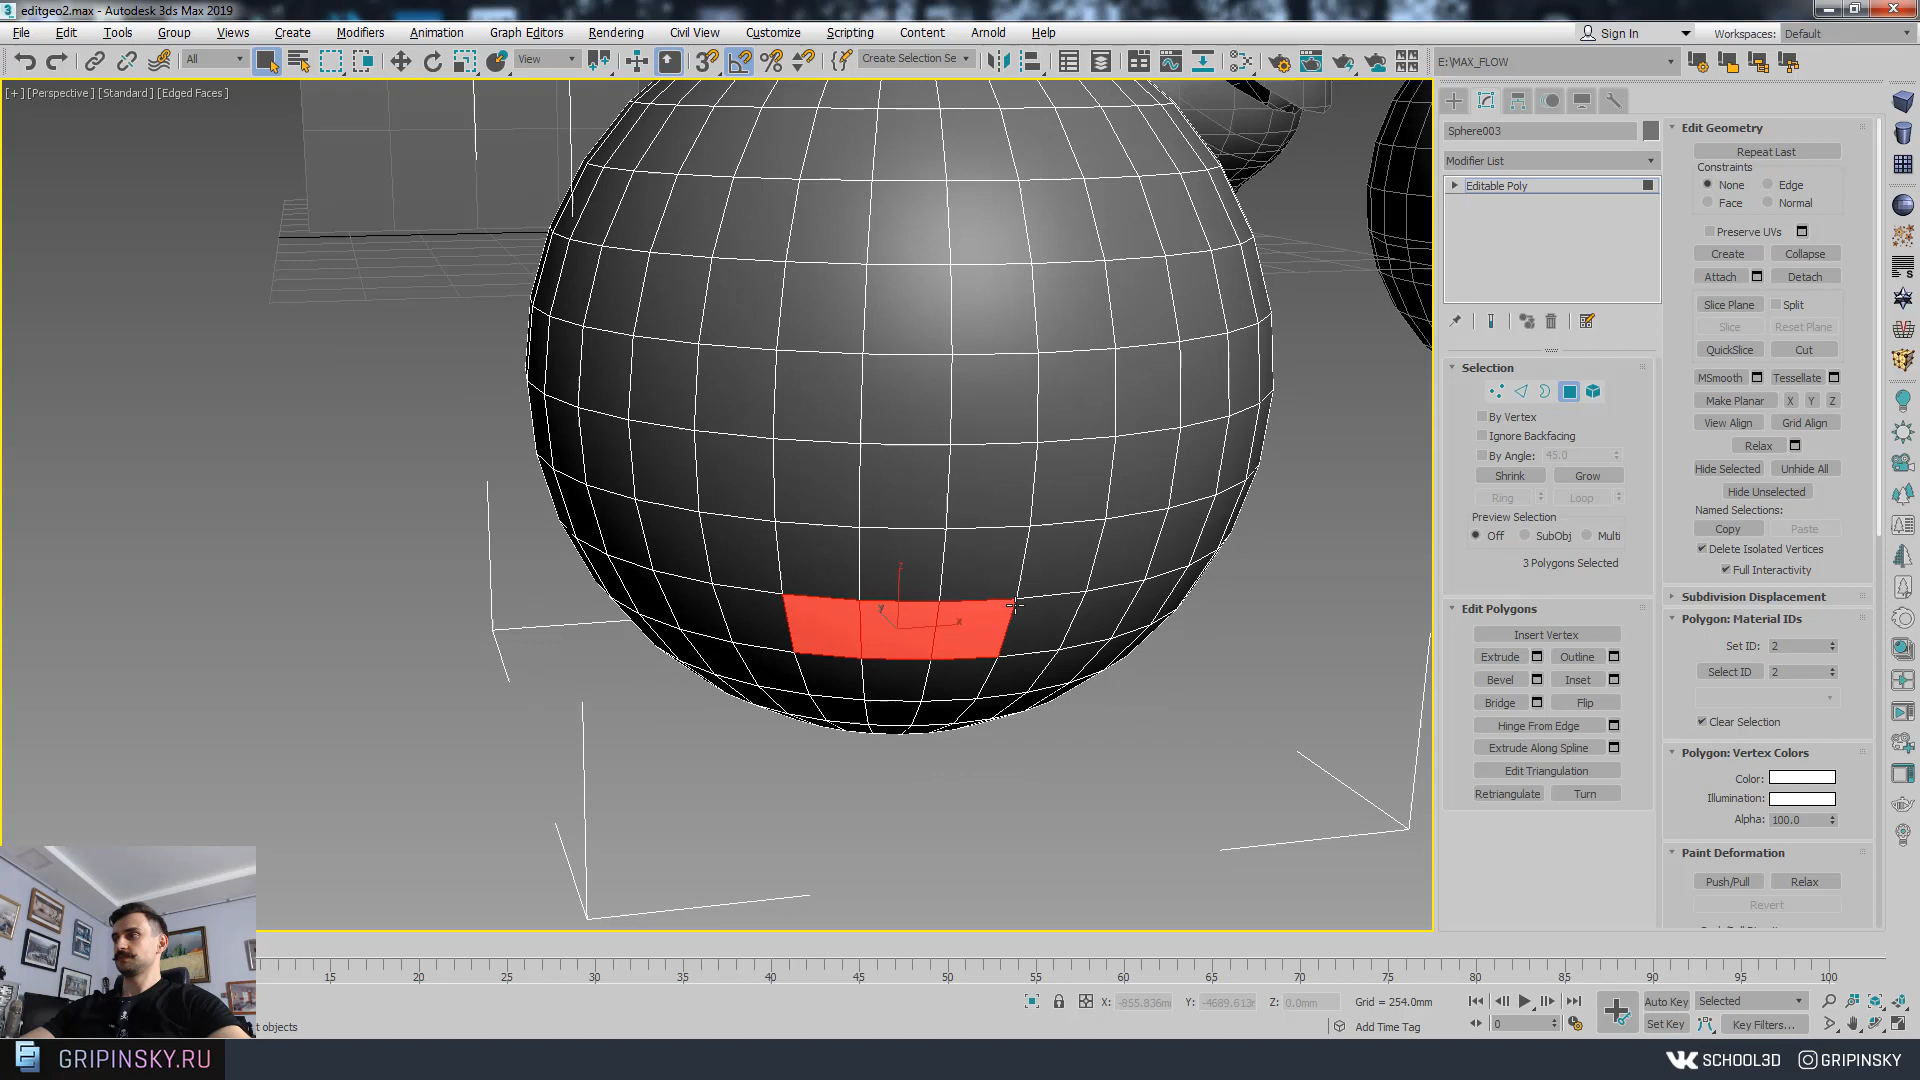 editgeo2.max - Autodesk 3ds Max 2019
File Edit Tools Group Views Create Modifiers Animation Graph Editors Rendering Civil View Customize Scripting Content Arnold Help Sign In Workspaces: Default
All View Create Selection Se E:\MAX_FLOW
[+] [Perspective ] [Standard ] [Edged Faces ]
Sphere003
Modifier List
Editable Poly
Selection
By Vertex
Ignore Backfacing
By Angle: 45.0
Shrink Grow
Ring Loop
Preview Selection
Off SubObj Multi
3 Polygons Selected
Edit Polygons
Insert Vertex
Extrude Outline
Bevel Inset
Bridge Flip
Hinge From Edge
Extrude Along Spline
Edit Triangulation
Retriangulate Turn
Edit Geometry
Repeat Last
Constraints
None Edge
Face Normal
Preserve UVs
Create Collapse
Attach Detach
Slice Plane Split
Slice Reset Plane
QuickSlice Cut
MSmooth Tessellate
Make Planar X Y Z
View Align Grid Align
Relax
Hide Selected Unhide All
Hide Unselected
Named Selections:
Copy Paste
Delete Isolated Vertices
Full Interactivity
Subdivision Displacement
Polygon: Material IDs
Set ID: 2
Select ID 2
Clear Selection
Polygon: Vertex Colors
Color:
Illumination:
Alpha: 100.0
Paint Deformation
Push/Pull Relax
Revert
z
y
x
15 20 25 30 35 40 45 50 55 60 65 70 75 80 85 90 95 100
X: -855.836m Y: -4689.613m Z: 0.0mm Grid = 254.0mm Auto Key Selected
t objects Add Time Tag 0 Set Key Key Filters...
GRIPINSKY.RU SCHOOL3D GRIPINSKY